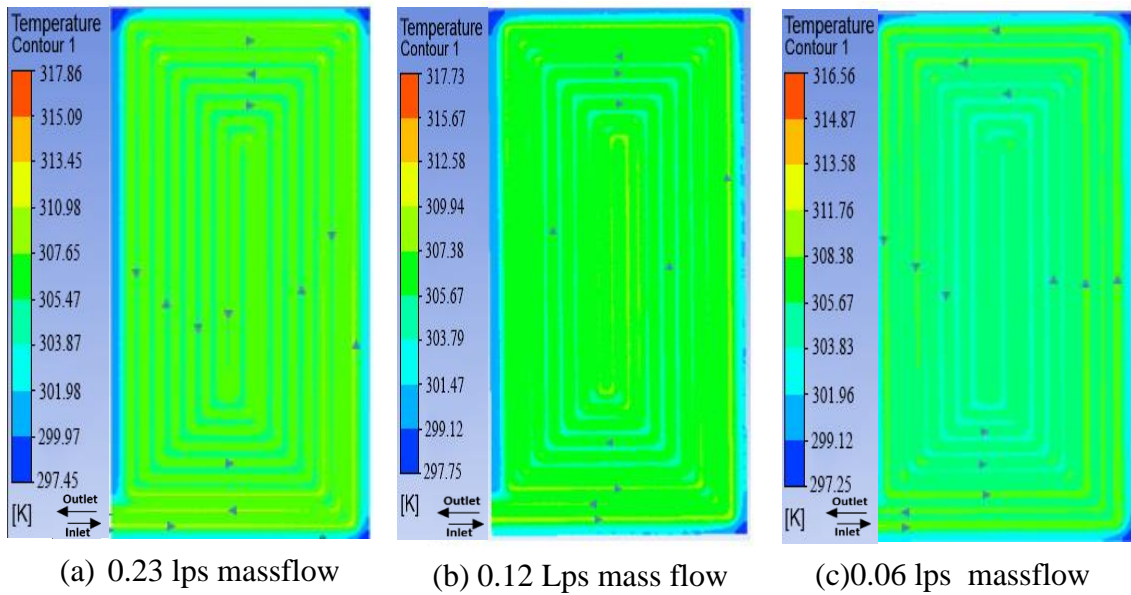 Temperature
Contour 1
317.86
315.09
313.45
310.98
307.65
305.47
303.87
301.98
299.97
297.45
[K]
Outlet
Inlet
(a) 0.23 lps massflow
Temperature
Contour 1
317.73
315.67
312.58
309.94
307.38
305.67
303.79
301.47
299.12
297.75
[K]
Outlet
Inlet
(b) 0.12 Lps mass flow
Temperature
Contour 1
316.56
314.87
313.58
311.76
308.38
305.67
303.83
301.96
299.12
297.25
[K]
Outlet
Inlet
(c)0.06 lps massflow